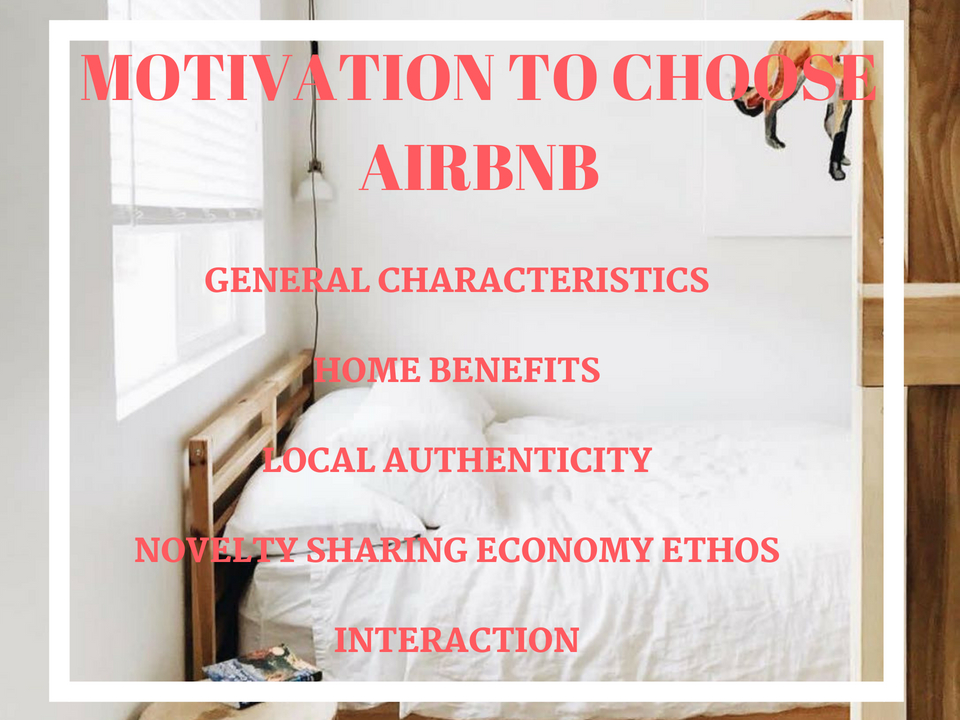 MOTIVATION TO CHOOSE
AIRBNB
GENERAL CHARACTERISTICS
HOME BENEFITS
LOCAL AUTHENTICITY
NOVELTY SHARING ECONOMY ETHOS
INTERACTION